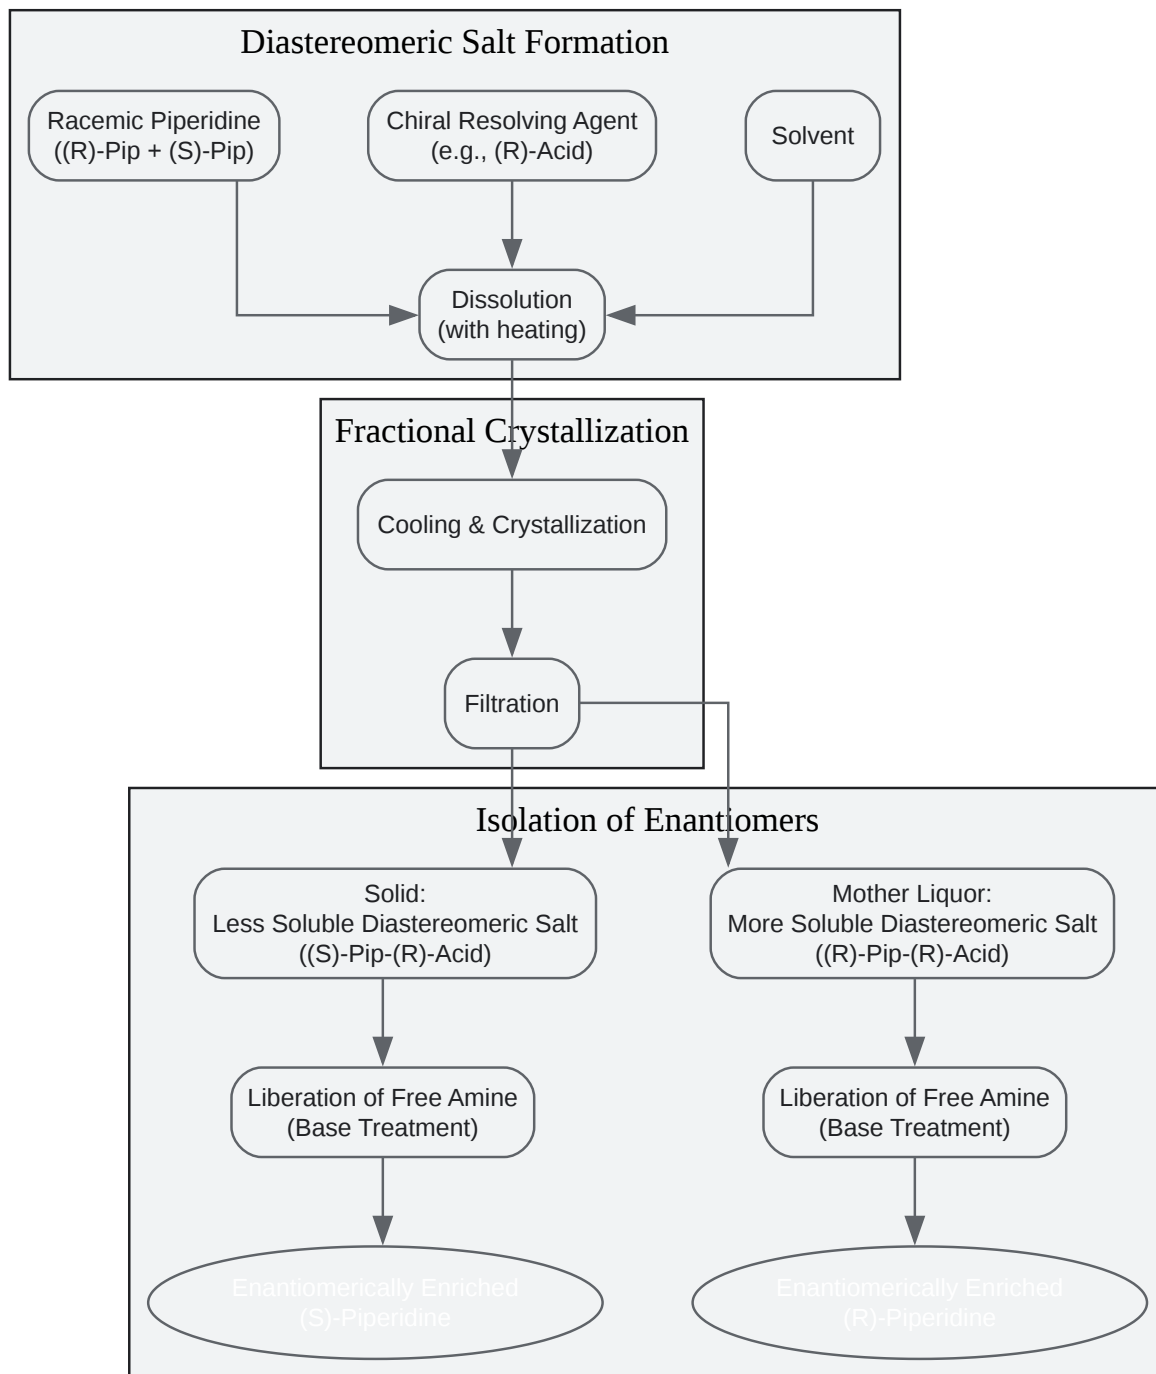 Diastereomeric Salt Formation
Racemic Piperidine
((R)-Pip + (S)-Pip)
Chiral Resolving Agent
(e.g., (R)-Acid)
Solvent
Dissolution
(with heating)
Fractional Crystallization
Cooling & Crystallization
Filtration
Isolation of Enantiomers
Solid:
Less Soluble Diastereomeric Salt
((S)-Pip-(R)-Acid)
Mother Liquor:
More Soluble Diastereomeric Salt
((R)-Pip-(R)-Acid)
Liberation of Free Amine
(Base Treatment)
Liberation of Free Amine
(Base Treatment)
Enantiomerically Enriched
(S)-Piperidine
Enantiomerically Enriched
(R)-Piperidine